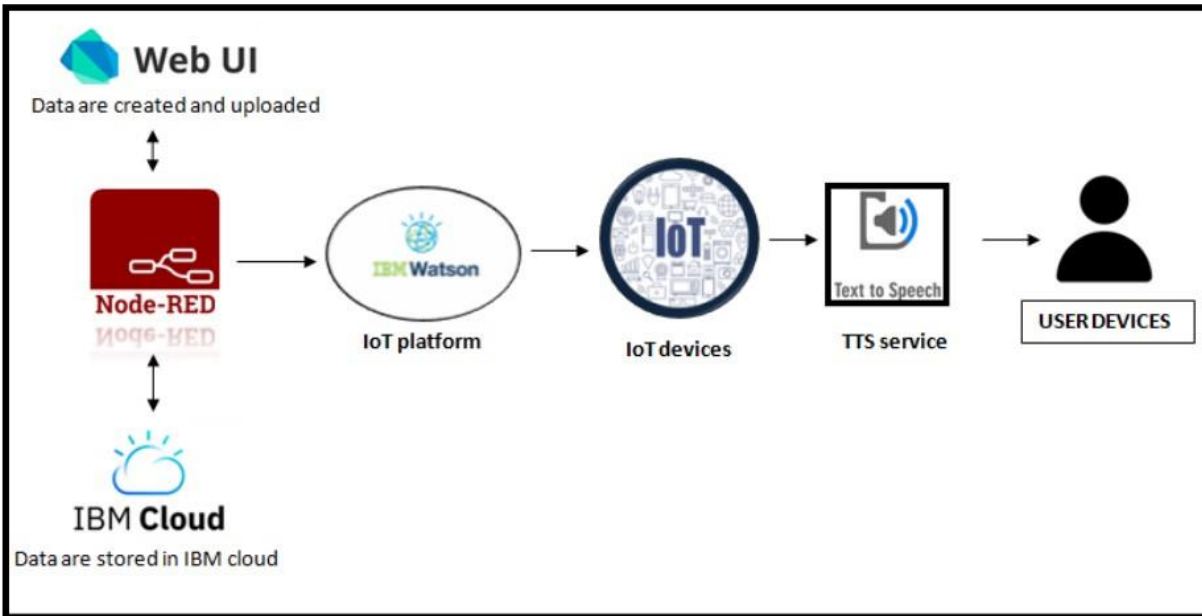 Web UI
Data are created and uploaded
Node-RED
Node-RED
IBM Watson
IoT platform
IoT
IoT devices
Text to Speech
TTS service
USER DEVICES
IBM Cloud
Data are stored in IBM cloud